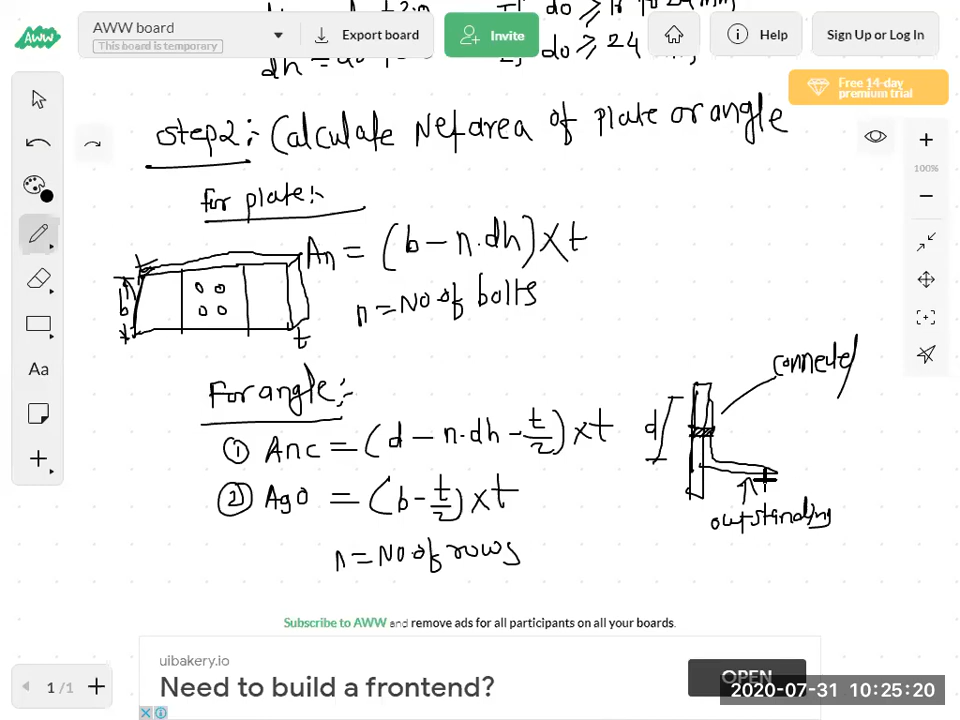 AWW board
This board is temporary
Export board
Invite
Help
Sign Up or Log In
Free 14-day
premium trial
do ≥ 24
dh = do
100%
Step2:- Calculate Net area of plate or angle
For plate:-
An = (b - n.dh) × t
b
t
n = No of bolts
For angle:-
connected
① Anc = (d - n.dh - t/2) × t
d
② Ago = (b - t/2) × t
outstanding
n = No of rows
Aa
Subscribe to AWW and remove ads for all participants on all your boards.
uibakery.io
Need to build a frontend?
OPEN
1 / 1
2020-07-31 10:25:20